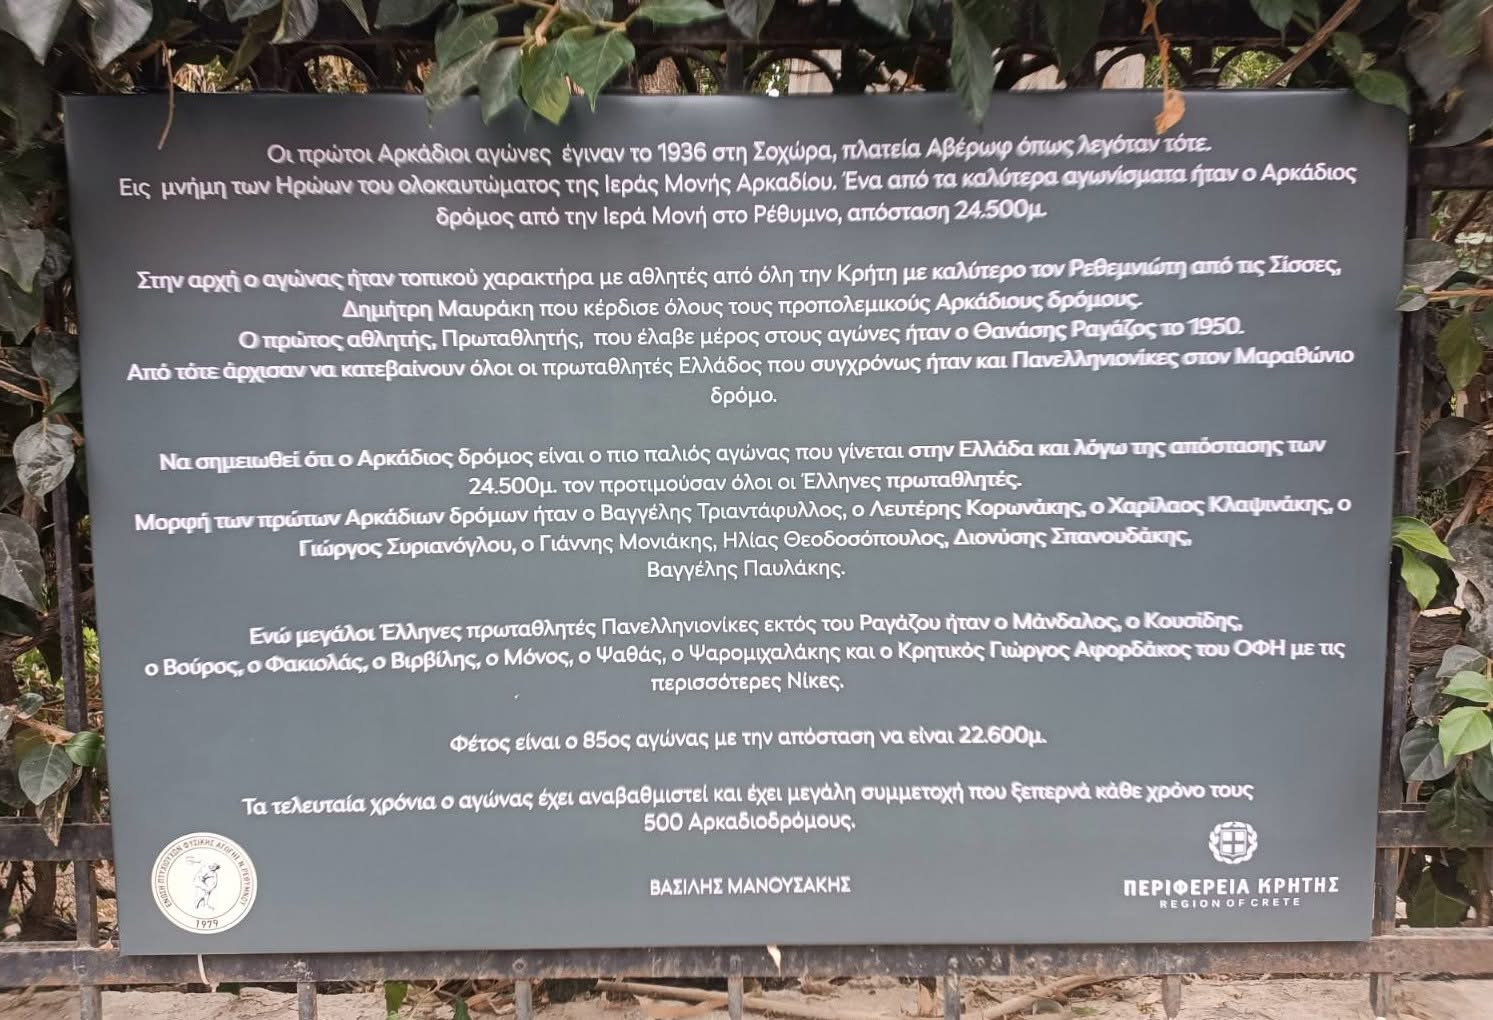 Οι πρώτοι Αρκάδιοι αγώνες έγιναν το 1936 στη Σοχώρα, πλατεία Αβέρωφ όπως λεγόταν τότε.
Εις μνήμη των Ηρώων του ολοκαυτώματος της Ιεράς Μονής Αρκαδίου. Ένα από τα καλύτερα αγωνίσματα ήταν ο Αρκάδιος
δρόμος από την Ιερά Μονή στο Ρέθυμνο, απόσταση 24.500μ.
Στην αρχή ο αγώνας ήταν τοπικού χαρακτήρα με αθλητές από όλη την Κρήτη με καλύτερο τον Ρεθεμνιώτη από τις Σίσσες,
Δημήτρη Μαυράκη που κέρδισε όλους τους προπολεμικούς Αρκάδιους δρόμους.
Ο πρώτος αθλητής, Πρωταθλητής, που έλαβε μέρος στους αγώνες ήταν ο Θανάσης Ραγάζος το 1950.
Από τότε άρχισαν να κατεβαίνουν όλοι οι πρωταθλητές Ελλάδος που συγχρόνως ήταν και Πανελληνιονίκες στον Μαραθώνιο
δρόμο.
Να σημειωθεί ότι ο Αρκάδιος δρόμος είναι ο πιο παλιός αγώνας που γίνεται στην Ελλάδα και λόγω της απόστασης των
24.500μ. τον προτιμούσαν όλοι οι Έλληνες πρωταθλητές.
Μορφή των πρώτων Αρκάδιων δρόμων ήταν ο Βαγγέλης Τριαντάφυλλος, ο Λευτέρης Κορωνάκης, ο Χαρίλαος Κλαψινάκης, ο
Γιώργος Συριανόγλου, ο Γιάννης Μονιάκης, Ηλίας Θεοδοσόπουλος, Διονύσης Σπανουδάκης,
Βαγγέλης Παυλάκης.
Ενώ μεγάλοι Έλληνες πρωταθλητές Πανελληνιονίκες εκτός του Ραγάζου ήταν ο Μάνδαλος, ο Κουσίδης,
ο Βούρος, ο Φακιολάς, ο Βιρβίλης, ο Μόνος, ο Ψαθάς, ο Ψαρομιχαλάκης και ο Κρητικός Γιώργος Αφορδάκος του ΟΦΗ με τις
περισσότερες Νίκες.
Φέτος είναι ο 85ος αγώνας με την απόσταση να είναι 22.600μ.
Τα τελευταία χρόνια ο αγώνας έχει αναβαθμιστεί και έχει μεγάλη συμμετοχή που ξεπερνά κάθε χρόνο τους
500 Αρκαδιοδρόμους.
ΒΑΣΙΛΗΣ ΜΑΝΟΥΣΑΚΗΣ
ΕΝΩΣΗ ΠΤΥΧΙΟΥΧΩΝ ΦΥΣΙΚΗΣ ΑΓΩΓΗΣ Ν. ΡΕΘΥΜΝΟΥ
1979
ΠΕΡΙΦΕΡΕΙΑ ΚΡΗΤΗΣ
REGION OF CRETE